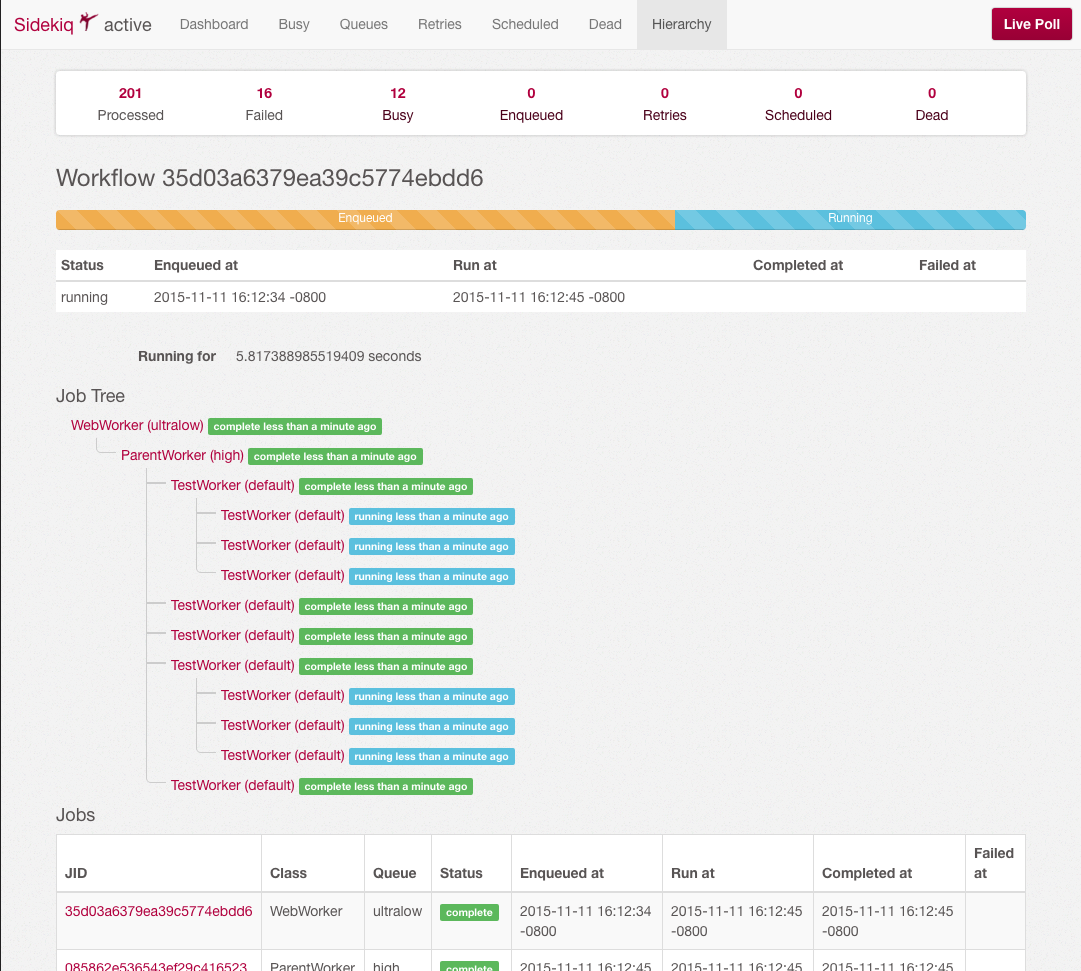 Sidekiq active Dashboard Busy Queues Retries Scheduled Dead Hierarchy Live Poll
201 16 12 0 0 0 0
Processed Failed Busy Enqueued Retries Scheduled Dead
Workflow 35d03a6379ea39c5774ebdd6
Enqueued Running
Status Enqueued at Run at Completed at Failed at
running 2015-11-11 16:12:34 -0800 2015-11-11 16:12:45 -0800
Running for 5.817388985519409 seconds
Job Tree
WebWorker (ultralow) complete less than a minute ago
ParentWorker (high) complete less than a minute ago
TestWorker (default) complete less than a minute ago
TestWorker (default) running less than a minute ago
TestWorker (default) running less than a minute ago
TestWorker (default) running less than a minute ago
TestWorker (default) complete less than a minute ago
TestWorker (default) complete less than a minute ago
TestWorker (default) complete less than a minute ago
TestWorker (default) running less than a minute ago
TestWorker (default) running less than a minute ago
TestWorker (default) running less than a minute ago
TestWorker (default) complete less than a minute ago
Jobs
JID Class Queue Status Enqueued at Run at Completed at Failed at
35d03a6379ea39c5774ebdd6 WebWorker ultralow complete 2015-11-11 16:12:34 -0800 2015-11-11 16:12:45 -0800 2015-11-11 16:12:45 -0800
085862e536543ef29c416523 ParentWorker high complete 2015-11-11 16:12:45 2015-11-11 16:12:45 2015-11-11 16:12:45